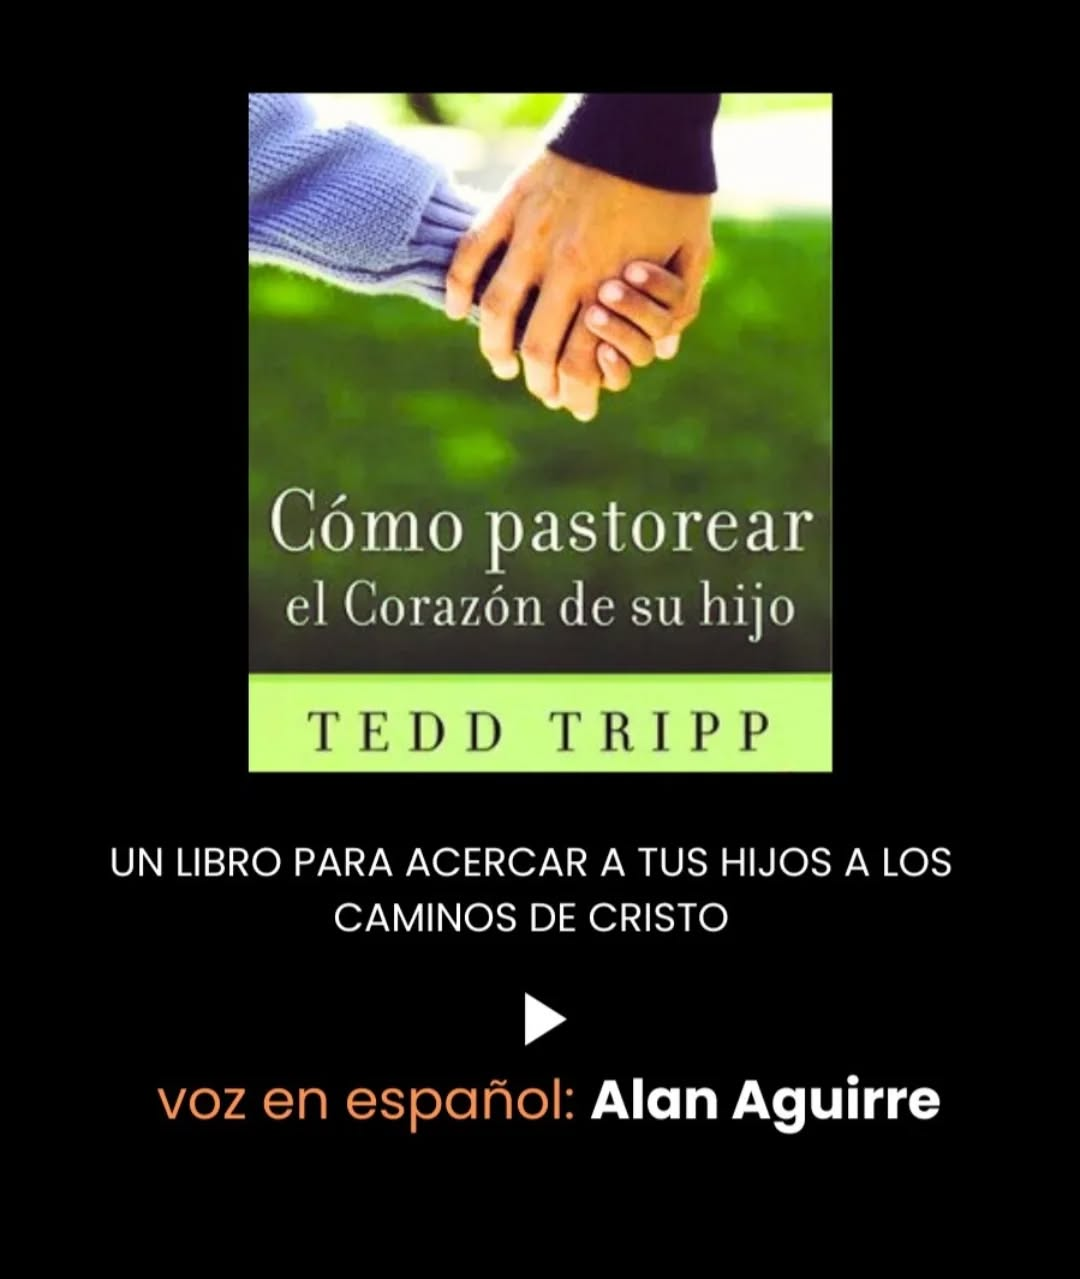 Cómo pastorear
el Corazón de su hijo
TEDD TRIPP
UN LIBRO PARA ACERCAR A TUS HIJOS A LOS
CAMINOS DE CRISTO
voz en español: Alan Aguirre